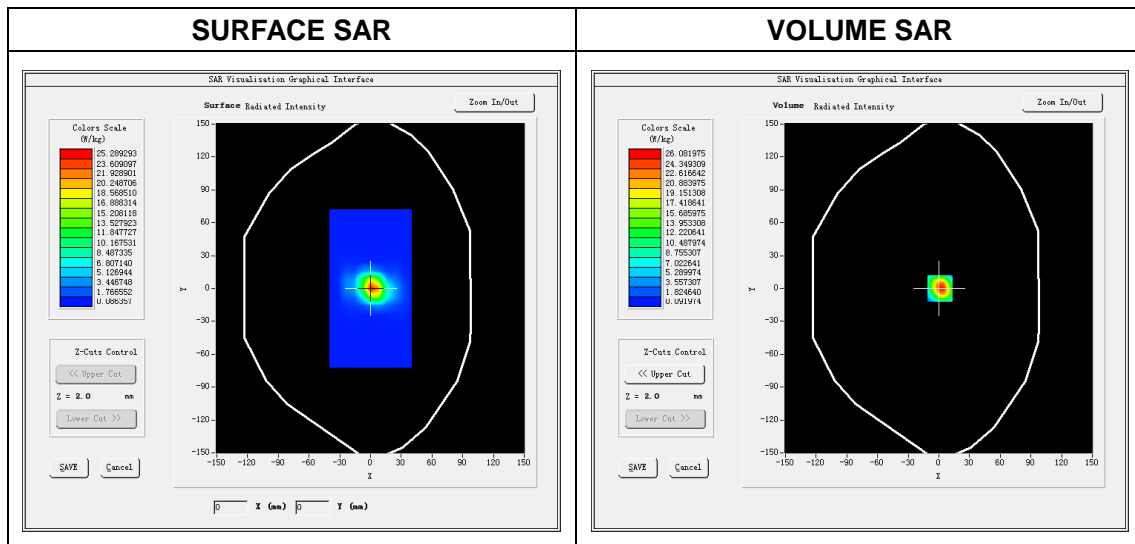 SURFACE SAR
VOLUME SAR
SAR Visualisation Graphical Interface
Surface Radiated Intensity
Zoom In/Out
Colors Scale
(W/kg)
25.289293
23.609097
21.928901
20.248706
18.568510
16.888314
15.208118
13.527923
11.847727
10.167531
8.487335
6.807140
5.126944
3.446748
1.766552
0.086357
150
120
90
60
30
0
-30
-60
-90
-120
-150
Y
-150 -120 -90 -60 -30 0 30 60 90 120 150
X
Z-Cuts Control
<< Upper Cut
Z = 2.0 mm
Lower Cut >>
SAVE Cancel
0 X (mm) 0 Y (mm)
SAR Visualisation Graphical Interface
Volume Radiated Intensity
Zoom In/Out
Colors Scale
(W/kg)
26.081975
24.349309
22.616642
20.883975
19.151308
17.418641
15.685975
13.953308
12.220641
10.487974
8.755307
7.022641
5.289974
3.557307
1.824640
0.091974
150
120
90
60
30
0
-30
-60
-90
-120
-150
Y
-150 -120 -90 -60 -30 0 30 60 90 120 150
X
Z-Cuts Control
<< Upper Cut
Z = 2.0 mm
Lower Cut >>
SAVE Cancel